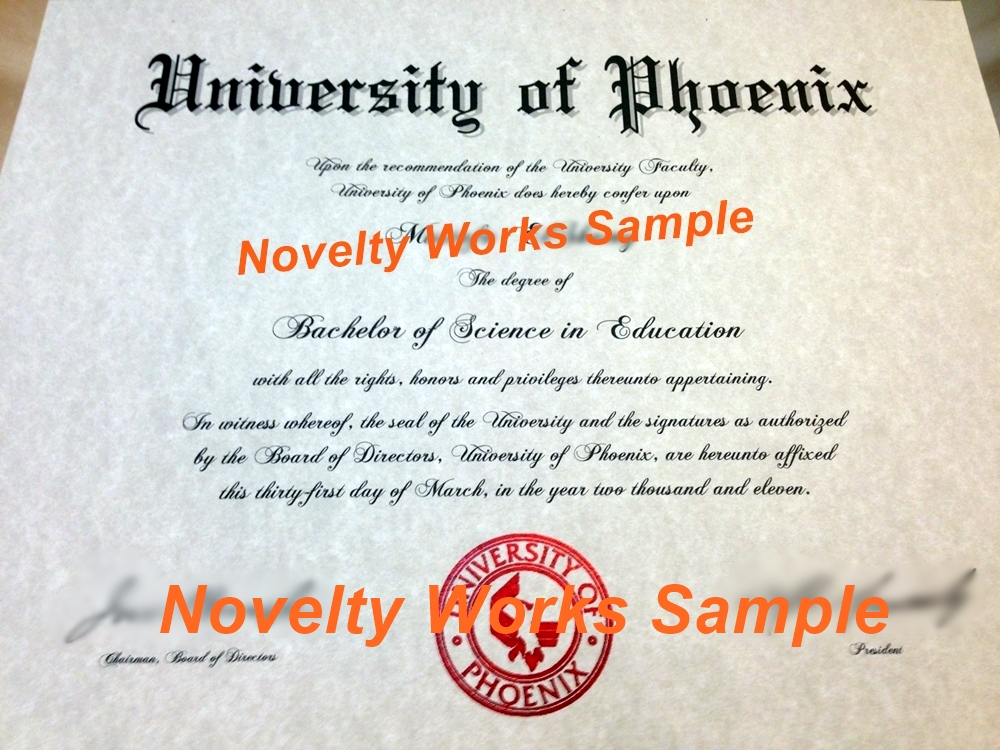 University of Phoenix
Upon the recommendation of the University Faculty,
University of Phoenix does hereby confer upon
Novelty Works Sample
The degree of
Bachelor of Science in Education
with all the rights, honors and privileges thereunto appertaining.
In witness whereof, the seal of the University and the signatures as authorized
by the Board of Directors, University of Phoenix, are hereunto affixed
this thirty-first day of March, in the year two thousand and eleven.
UNIVERSITY OF
Novelty Works Sample
PHOENIX
Chairman, Board of Directors
President